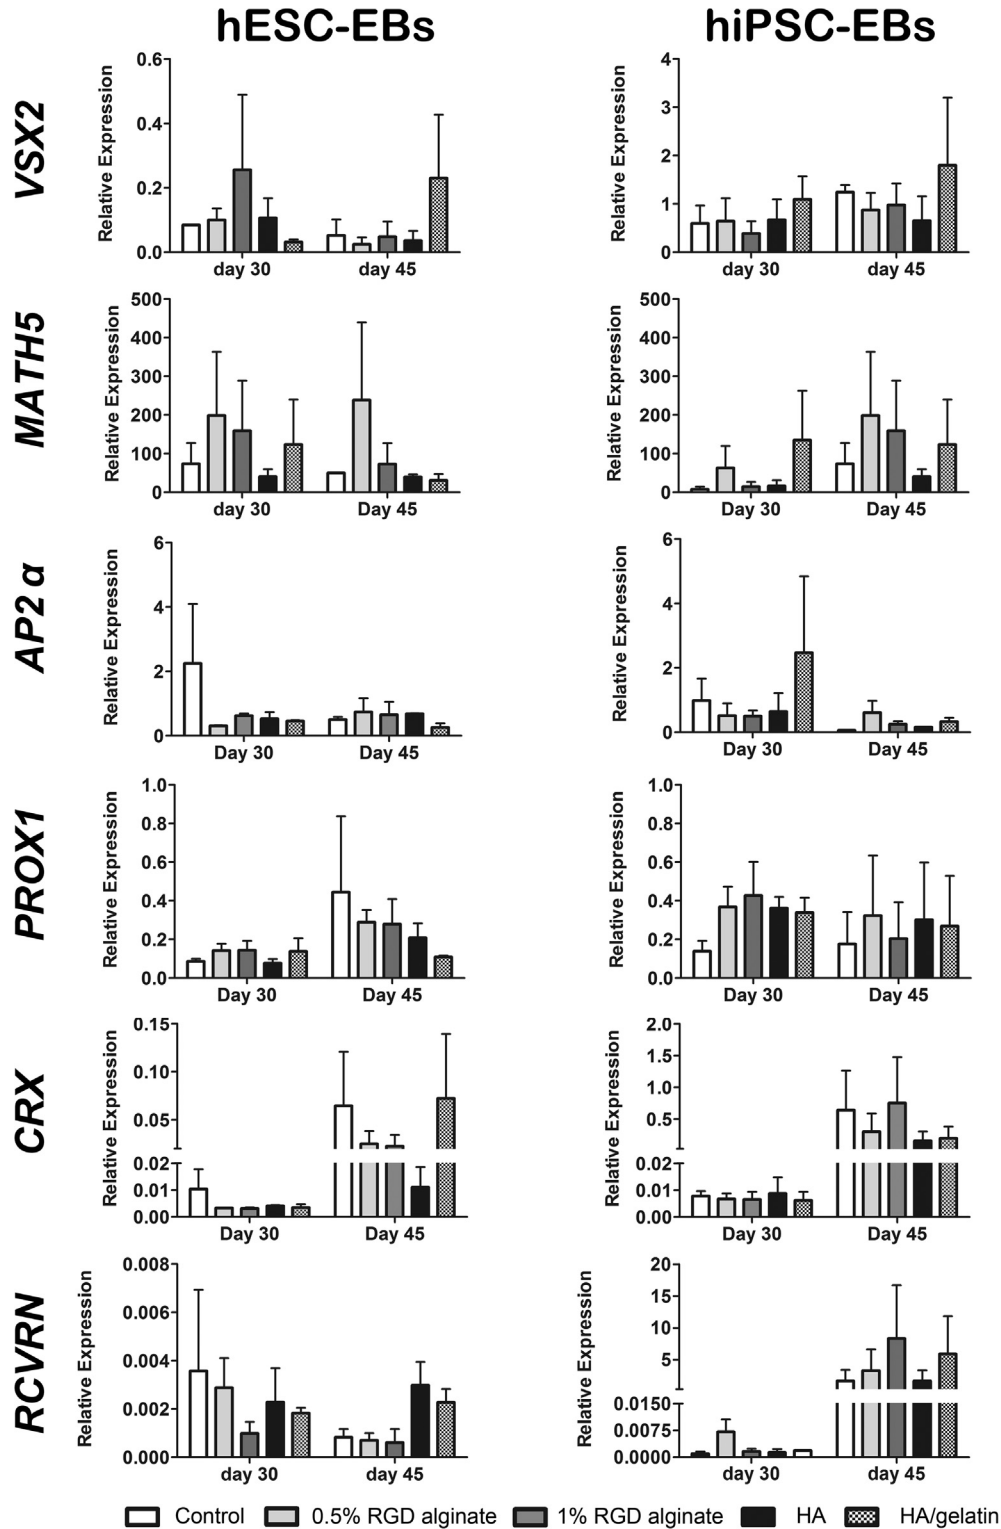 hESC-EBs hiPSC-EBs
VSX2
Relative Expression
0.6
0.4
0.2
0.0
day 30 day 45
Relative Expression
4
3
2
1
0
day 30 day 45
MATH5
Relative Expression
500
400
300
200
100
0
day 30 Day 45
Relative Expression
500
400
300
200
100
0
Day 30 Day 45
AP2 α
Relative Expression
6
4
2
0
Day 30 Day 45
Relative Expression
6
4
2
0
Day 30 Day 45
PROX1
Relative Expression
1.0
0.8
0.6
0.4
0.2
0.0
Day 30 Day 45
Relative Expression
1.0
0.8
0.6
0.4
0.2
0.0
Day 30 Day 45
CRX
Relative Expression
0.15
0.10
0.05
0.02
0.01
0.00
Day 30 Day 45
Relative Expression
2.0
1.5
1.0
0.5
0.02
0.01
0.00
Day 30 Day 45
RCVRN
Relative Expression
0.008
0.006
0.004
0.002
0.000
day 30 day 45
Relative Expression
20
15
10
5
0.0150
0.0075
0.0000
day 30 day 45
Control 0.5% RGD alginate 1% RGD alginate HA HA/gelatin